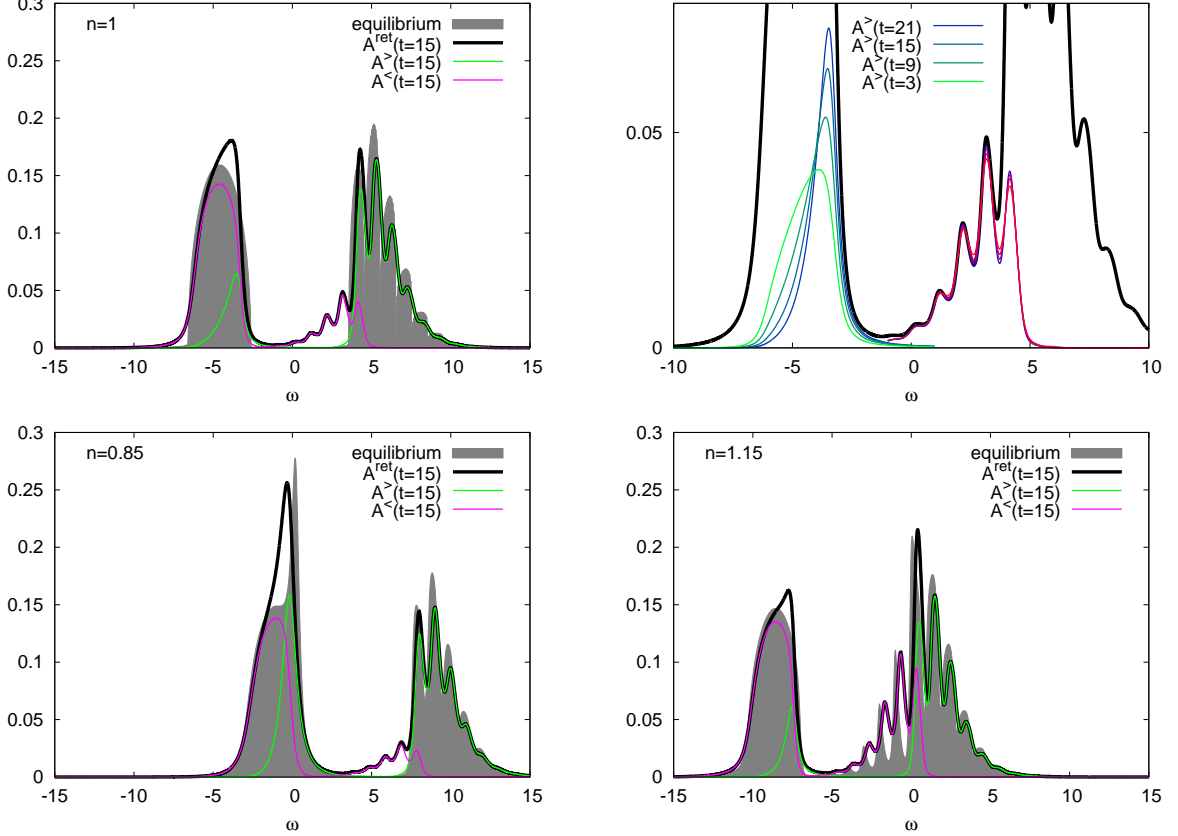 n=1
equilibrium
A^ret(t=15)
A^>(t=15)
A^<(t=15)
0.3
0.25
0.2
0.15
0.1
0.05
0
-15 -10 -5 0 5 10 15
ω
A^>(t=21)
A^>(t=15)
A^>(t=9)
A^>(t=3)
0.05
0
-10 -5 0 5 10
ω
n=0.85
equilibrium
A^ret(t=15)
A^>(t=15)
A^<(t=15)
0.3
0.25
0.2
0.15
0.1
0.05
0
-15 -10 -5 0 5 10 15
ω
n=1.15
equilibrium
A^ret(t=15)
A^>(t=15)
A^<(t=15)
0.3
0.25
0.2
0.15
0.1
0.05
0
-15 -10 -5 0 5 10 15
ω